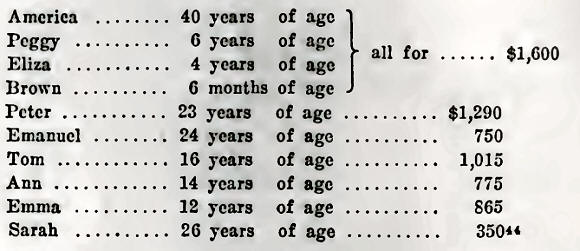 America ........ 40 years of age
Peggy .......... 6 years of age
Eliza .......... 4 years of age
all for ...... $1,600
Brown .......... 6 months of age
Peter .......... 23 years of age .......... $1,290
Emanuel ........ 24 years of age .......... 750
Tom ............ 16 years of age .......... 1,015
Ann ............ 14 years of age .......... 775
Emma ........... 12 years of age .......... 865
Sarah .......... 26 years of age .......... 350⁴⁴